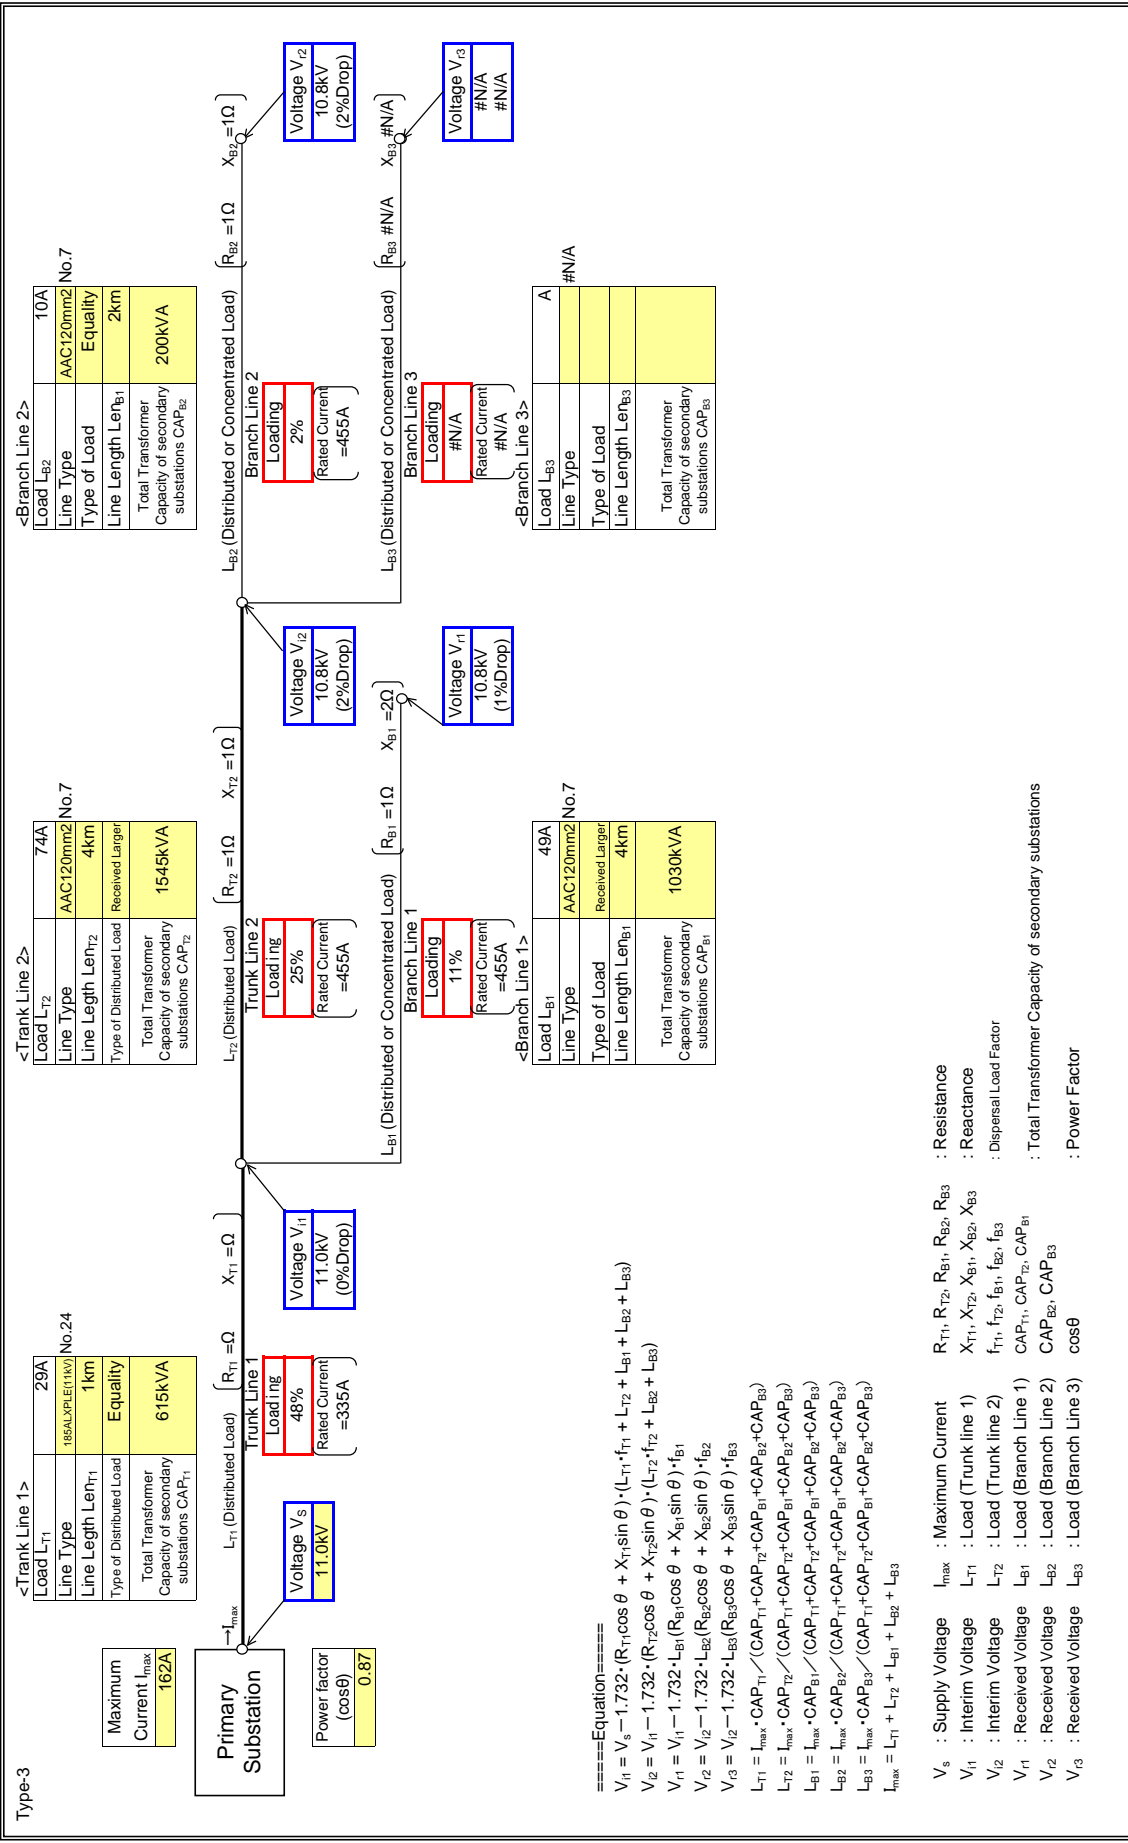 Type-3
Maximum
Current Imax
162A
Primary
Substation
Power factor
(cosθ)
0.87
→Imax
Voltage VS
11.0kV
<Trank Line 1>
Load LT1 29A
Line Type 185ALXPLE(11kV) No.24
Line Legth LenT1 1km
Type of Distributed Load Equality
Total Transformer
Capacity of secondary
substations CAPT1
615kVA
LT1 (Distributed Load) RT1 =Ω XT1 =Ω
Trunk Line 1
Loading
48%
Rated Current
=335A
Voltage Vi1
11.0kV
(0%Drop)
<Trank Line 2>
Load LT2 74A
Line Type AAC120mm2 No.7
Line Legth LenT2 4km
Type of Distributed Load Received Larger
Total Transformer
Capacity of secondary
substations CAPT2
1545kVA
LT2 (Distributed Load) RT2 =1Ω XT2 =1Ω
Trunk Line 2
Loading
25%
Rated Current
=455A
Voltage Vi2
10.8kV
(2%Drop)
LB1 (Distributed or Concentrated Load) RB1 =1Ω XB1 =2Ω
Branch Line 1
Loading
11%
Rated Current
=455A
Voltage Vr1
10.8kV
(1%Drop)
<Branch Line 1>
Load LB1 49A
Line Type AAC120mm2 No.7
Type of Load Received Larger
Line Length LenB1 4km
Total Transformer
Capacity of secondary
substations CAPB1
1030kVA
<Branch Line 2>
Load LB2 10A
Line Type AAC120mm2 No.7
Type of Load Equality
Line Length LenB1 2km
Total Transformer
Capacity of secondary
substations CAPB2
200kVA
LB2 (Distributed or Concentrated Load) RB2 =1Ω XB2 =1Ω
Branch Line 2
Loading
2%
Rated Current
=455A
Voltage Vr2
10.8kV
(2%Drop)
LB3 (Distributed or Concentrated Load) RB3 #N/A XB3 #N/A
Branch Line 3
Loading
#N/A
Rated Current
#N/A
Voltage Vr3
#N/A
#N/A
<Branch Line 3>
Load LB3 A
Line Type #N/A
Type of Load
Line Length LenB3
Total Transformer
Capacity of secondary
substations CAPB3
=====Equation=====
Vi1 = Vs－1.732･(RT1cos θ + XT1sin θ)･(LT1･fT1 + LT2 + LB1 + LB2 + LB3)
Vi2 = Vi1－1.732･(RT2cos θ + XT2sin θ)･(LT2･fT2 + LB2 + LB3)
Vr1 = Vi1－1.732･LB1(RB1cos θ + XB1sin θ)･fB1
Vr2 = Vi2－1.732･LB2(RB2cos θ + XB2sin θ)･fB2
Vr3 = Vi2－1.732･LB3(RB3cos θ + XB3sin θ)･fB3
LT1 = Imax･CAPT1／(CAPT1+CAPT2+CAPB1+CAPB2+CAPB3)
LT2 = Imax･CAPT2／(CAPT1+CAPT2+CAPB1+CAPB2+CAPB3)
LB1 = Imax･CAPB1／(CAPT1+CAPT2+CAPB1+CAPB2+CAPB3)
LB2 = Imax･CAPB2／(CAPT1+CAPT2+CAPB1+CAPB2+CAPB3)
LB3 = Imax･CAPB3／(CAPT1+CAPT2+CAPB1+CAPB2+CAPB3)
Imax = LT1 + LT2 + LB1 + LB2 + LB3
Vs : Supply Voltage Imax : Maximum Current RT1, RT2, RB1, RB2, RB3 : Resistance
Vi1 : Interim Voltage LT1 : Load (Trunk line 1) XT1, XT2, XB1, XB2, XB3 : Reactance
Vi2 : Interim Voltage LT2 : Load (Trunk line 2) fT1, fT2, fB1, fB2, fB3 : Dispersal Load Factor
Vr1 : Received Voltage LB1 : Load (Branch Line 1) CAPT1, CAPT2, CAPB1 : Total Transformer Capacity of secondary substations
Vr2 : Received Voltage LB2 : Load (Branch Line 2) CAPB2, CAPB3
Vr3 : Received Voltage LB3 : Load (Branch Line 3) cosθ : Power Factor